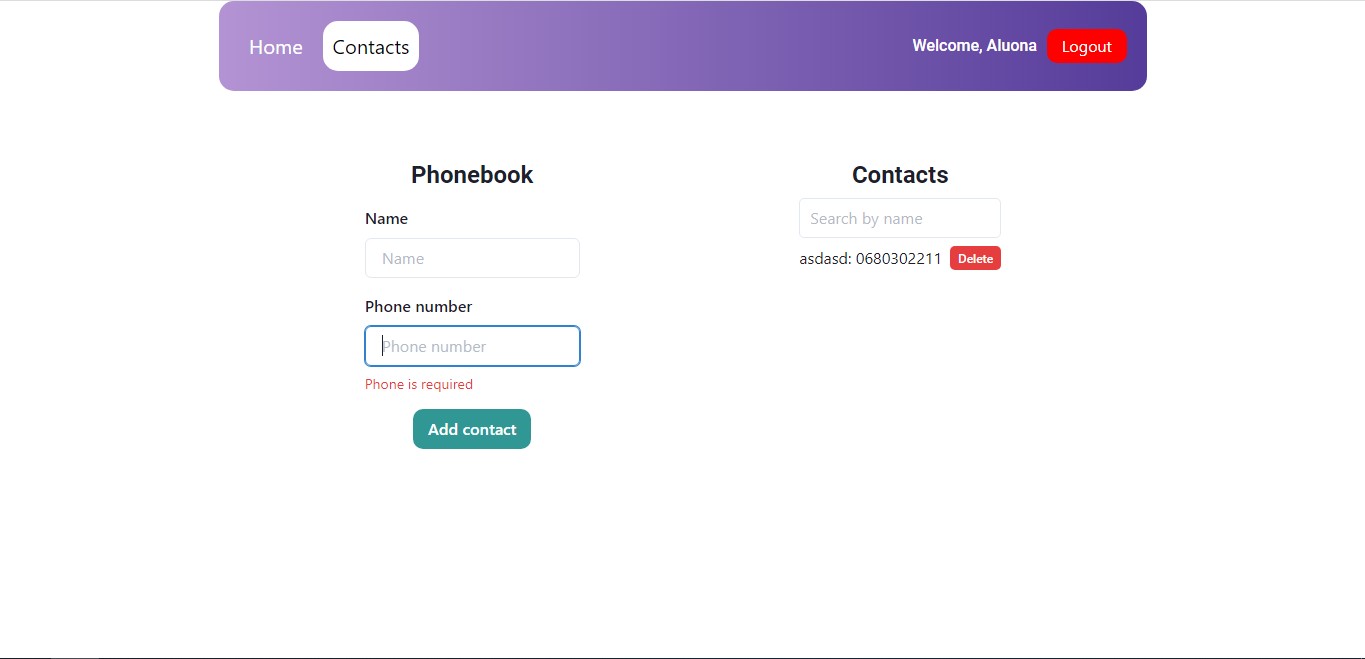 Home Contacts Welcome, Aluona Logout
Phonebook
Name
Name
Phone number
Phone number
Phone is required
Add contact
Contacts
Search by name
asdasd: 0680302211 Delete